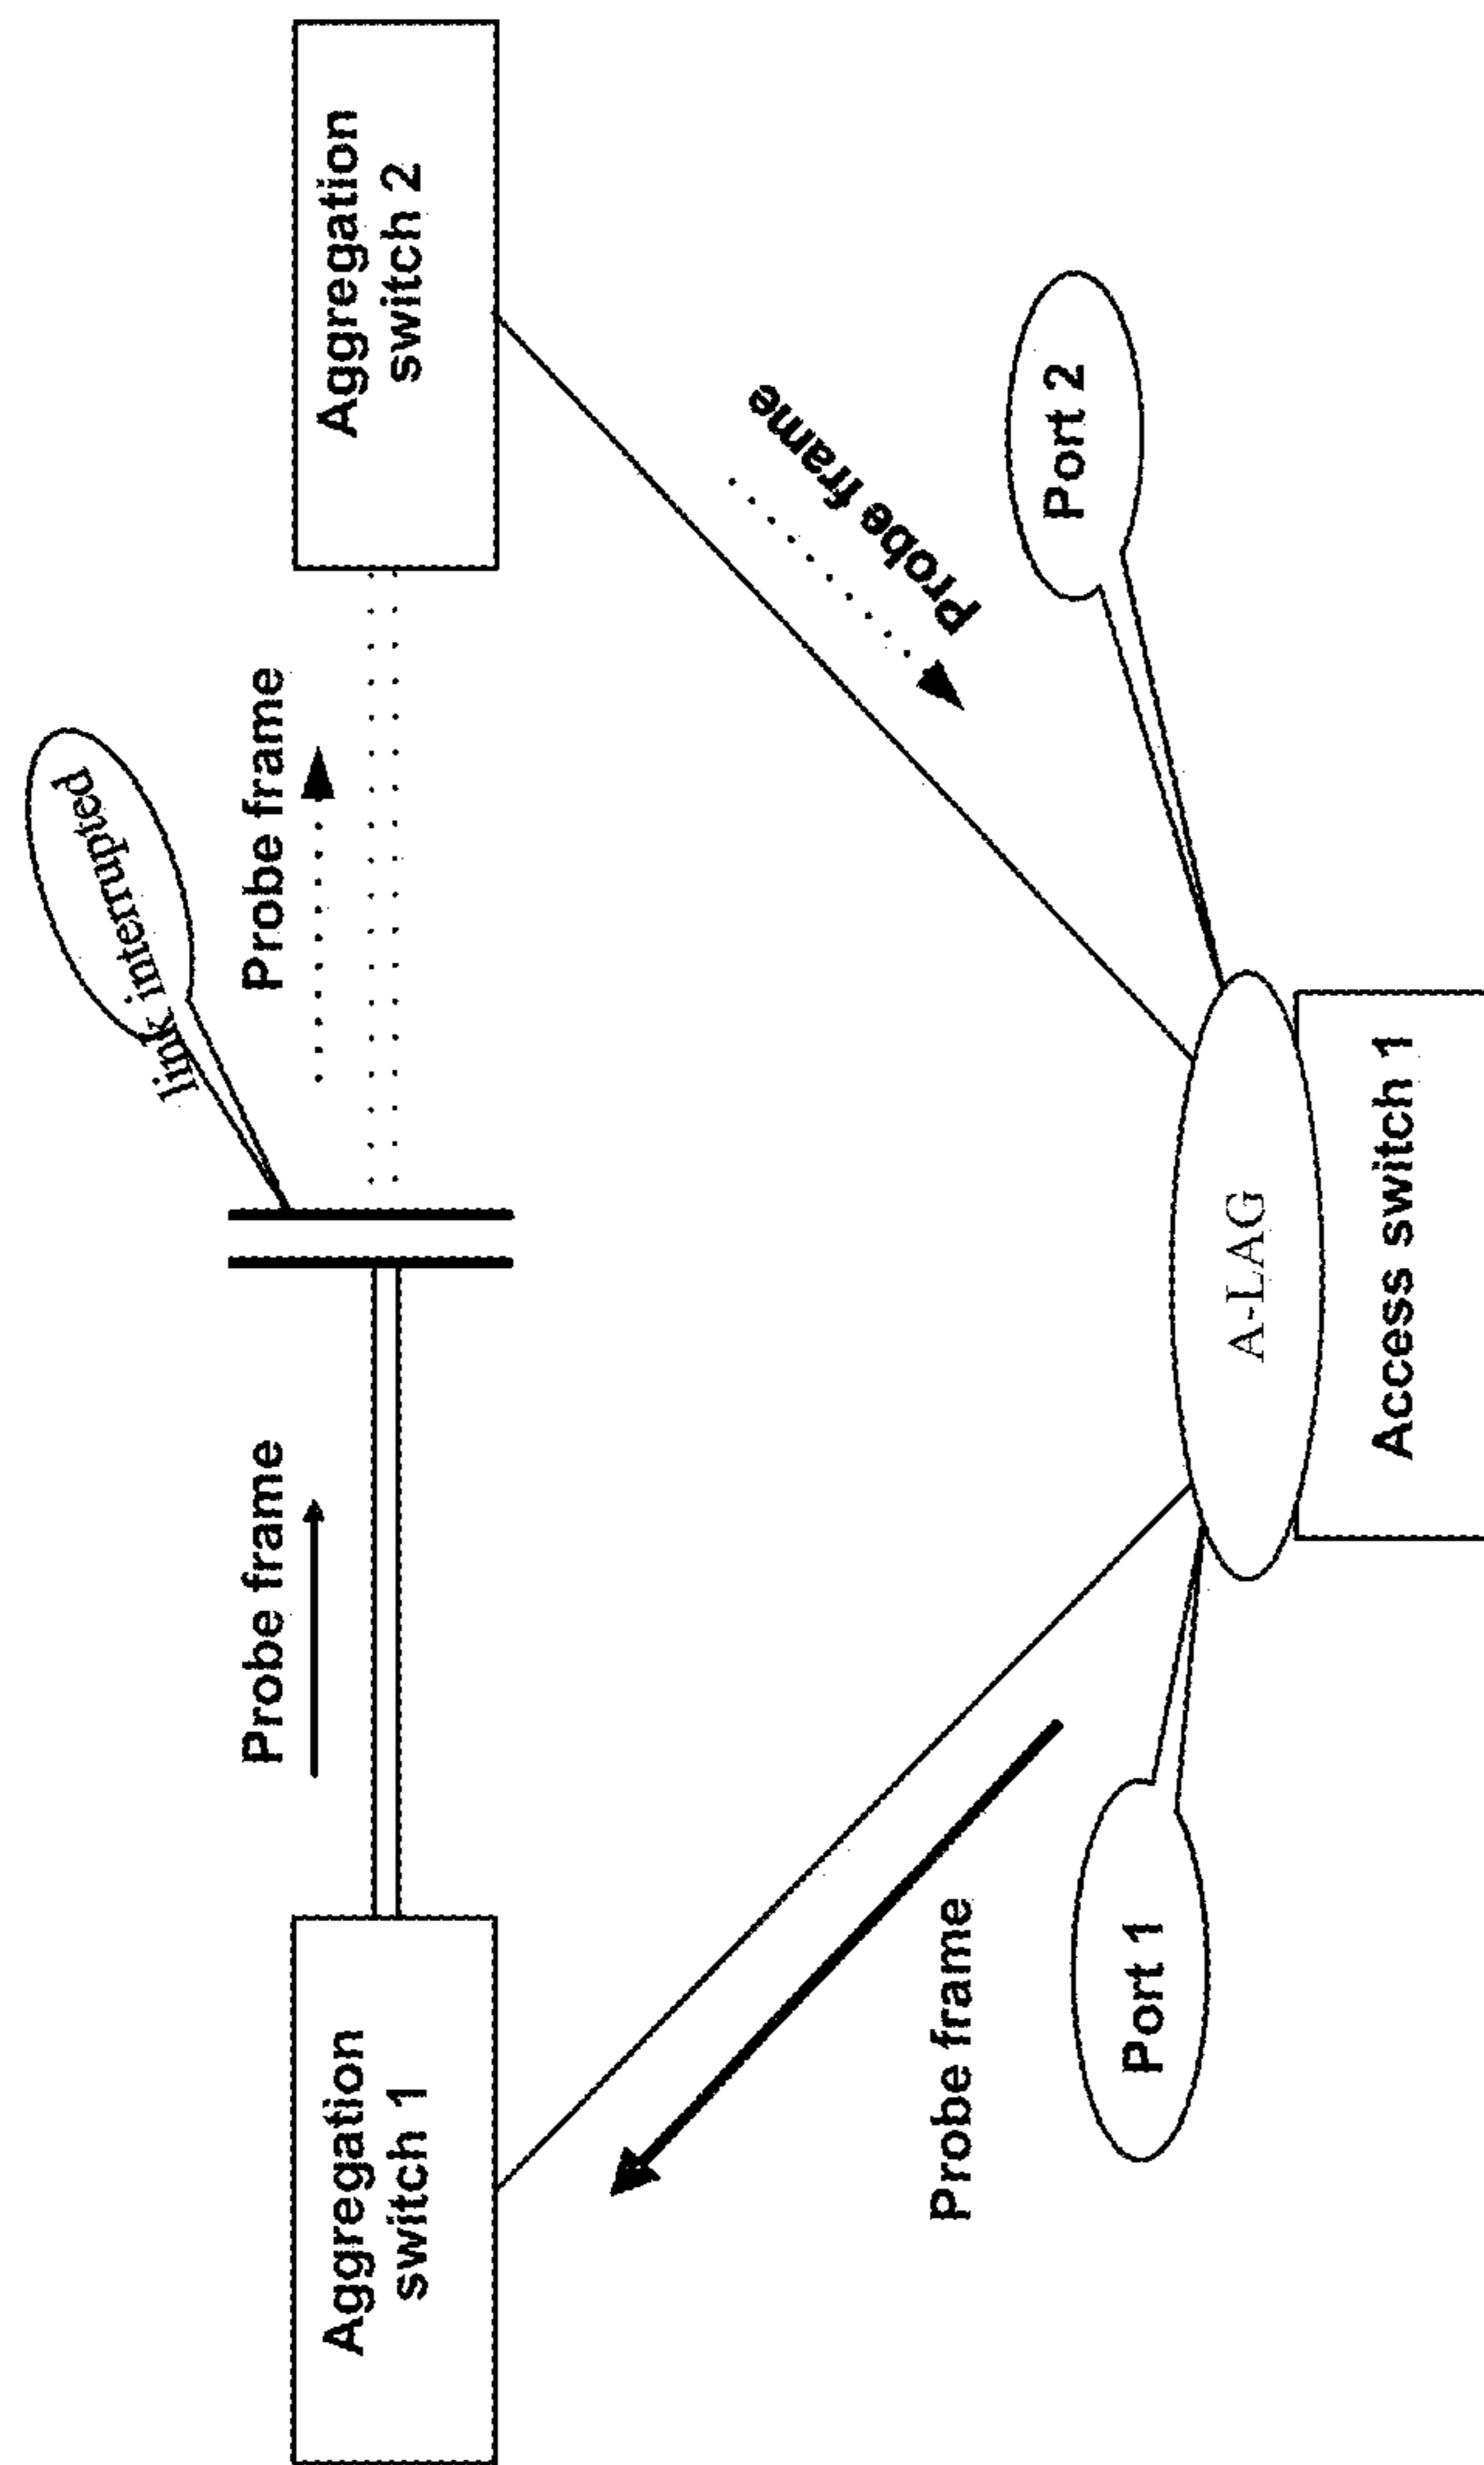 link interrupted
Probe frame
Probe frame
Aggregation
switch 1
Aggregation
switch 2
Probe frame
Probe frame
Port 1
Port 2
A-LAG
Access switch 1